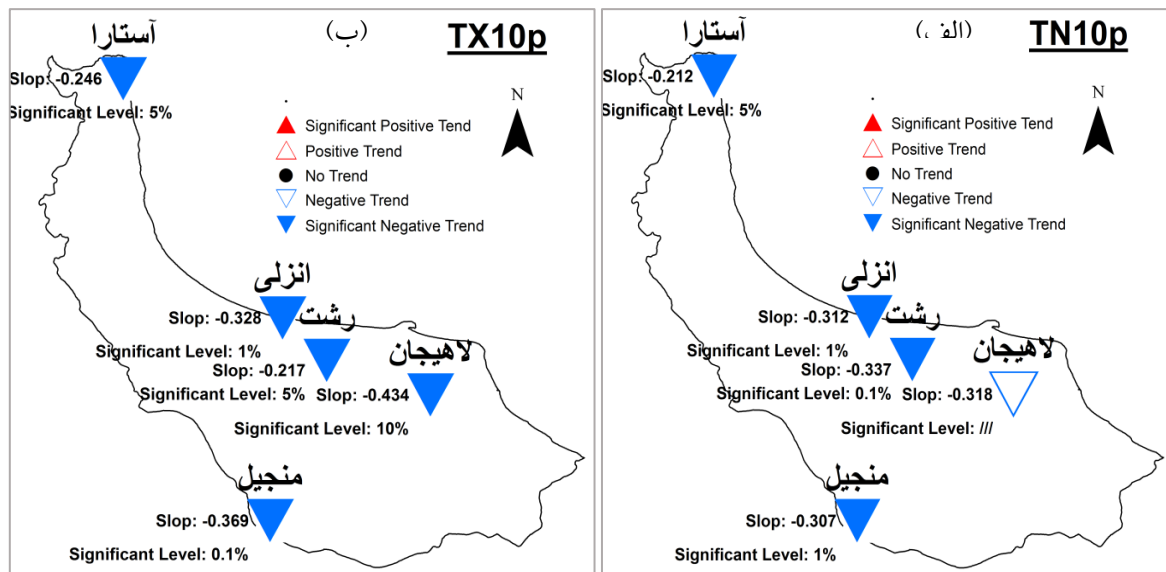 TX10p
(ب)
آستارا
Slop: -0.246
Significant Level: 5%
N
Significant Positive Tend
Positive Trend
No Trend
Negative Trend
Significant Negative Trend
انزلی
Slop: -0.328
رشت
Significant Level: 1%
لاهیجان
Slop: -0.217
Significant Level: 5%
Slop: -0.434
Significant Level: 10%
منجیل
Slop: -0.369
Significant Level: 0.1%
TN10p
(الف)
آستارا
Slop: -0.212
Significant Level: 5%
N
Significant Positive Tend
Positive Trend
No Trend
Negative Trend
Significant Negative Trend
انزلی
Slop: -0.312
رشت
Significant Level: 1%
لاهیجان
Slop: -0.337
Significant Level: 0.1%
Slop: -0.318
Significant Level: ///
منجیل
Slop: -0.307
Significant Level: 1%